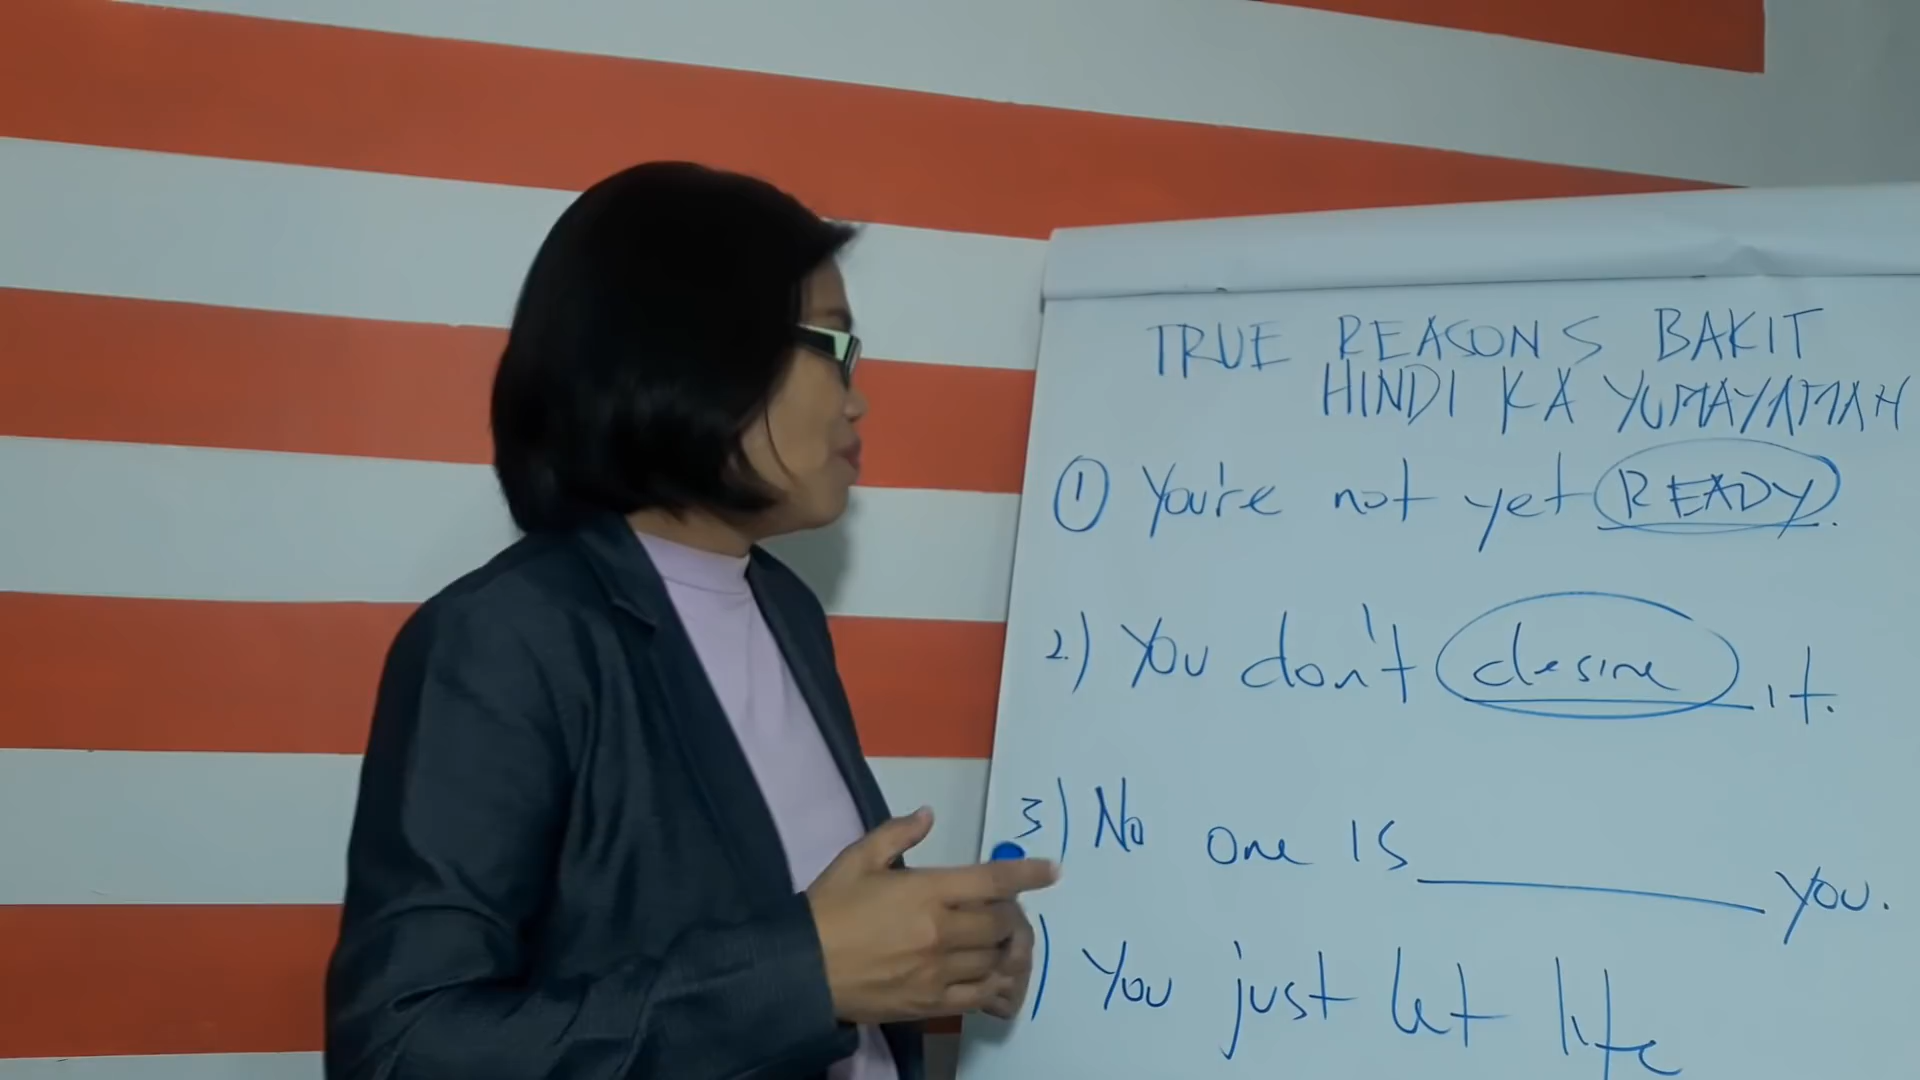 TRUE REASONS BAKIT
HINDI KA YUMAYAMAN
① You're not yet READY.
2.) You don't desire it.
3) No one is __________ you.
) You just let life